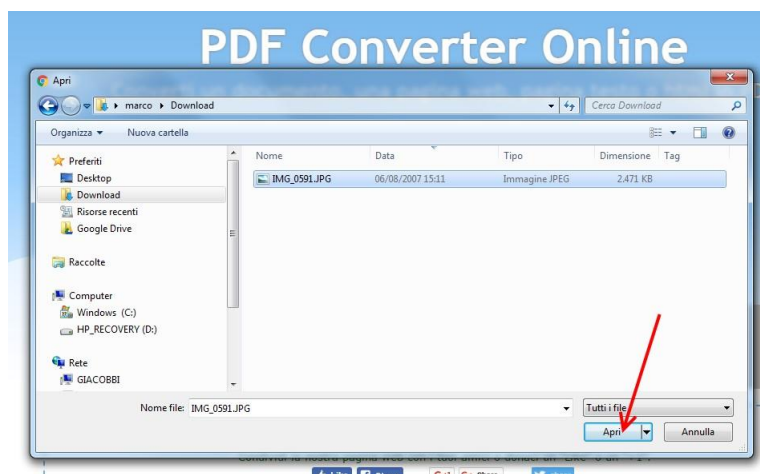 PDF Converter Online
Apri
marco ▸ Download
Cerca Download
Organizza ▾ Nuova cartella
Preferiti
Desktop
Download
Risorse recenti
Google Drive
Raccolte
Computer
Windows (C:)
HP_RECOVERY (D:)
Rete
GIACOBBI
Nome Data Tipo Dimensione Tag
IMG_0591.JPG 06/08/2007 15:11 Immagine JPEG 2.471 KB
Nome file: IMG_0591.JPG
Tutti i file
Apri Annulla